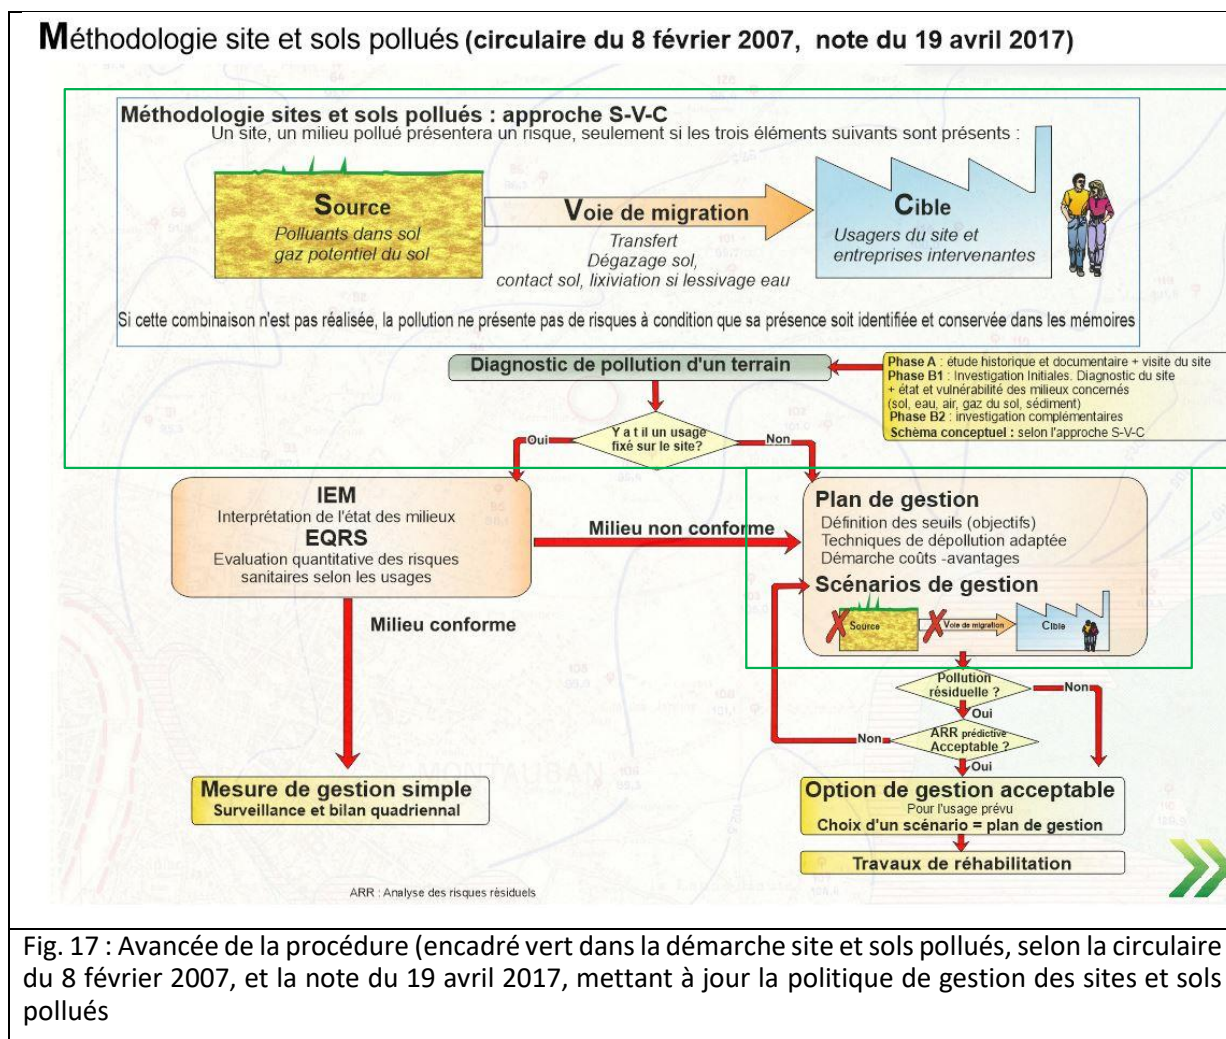 Méthodologie site et sols pollués (circulaire du 8 février 2007, note du 19 avril 2017)
Méthodologie sites et sols pollués : approche S-V-C
Un site, un milieu pollué présentera un risque, seulement si les trois éléments suivants sont présents :
Source
Polluants dans sol
gaz potentiel du sol
Voie de migration
Transfert
Dégazage sol,
contact sol, lixiviation si lessivage eau
Cible
Usagers du site et
entreprises intervenantes
Si cette combinaison n'est pas réalisée, la pollution ne présente pas de risques à condition que sa présence soit identifiée et conservée dans les mémoires
Diagnostic de pollution d'un terrain
Phase A : étude historique et documentaire + visite du site
Phase B1 : Investigation Initiales. Diagnostic du site
+ état et vulnérabilité des milieux concernés
(sol, eau, air, gaz du sol, sédiment)
Phase B2 : investigation complémentaires
Schèma conceptuel : selon l'approche S-V-C
Y a t il un usage
fixé sur le site?
Oui
Non
IEM
Interprétation de l'état des milieux
EQRS
Evaluation quantitative des risques
sanitaires selon les usages
Milieu non conforme
Plan de gestion
Définition des seuils (objectifs)
Techniques de dépollution adaptée
Démarche coûts -avantages
Scénarios de gestion
Source
Voie de migration
Cible
Milieu conforme
Pollution
résiduelle ?
Non
Oui
ARR prédictive
Acceptable ?
Non
Oui
Mesure de gestion simple
Surveillance et bilan quadriennal
Option de gestion acceptable
Pour l'usage prévu
Choix d'un scénario = plan de gestion
Travaux de réhabilitation
MONTAUBAN
ARR : Analyse des risques résiduels
Fig. 17 : Avancée de la procédure (encadré vert dans la démarche site et sols pollués, selon la circulaire
du 8 février 2007, et la note du 19 avril 2017, mettant à jour la politique de gestion des sites et sols
pollués